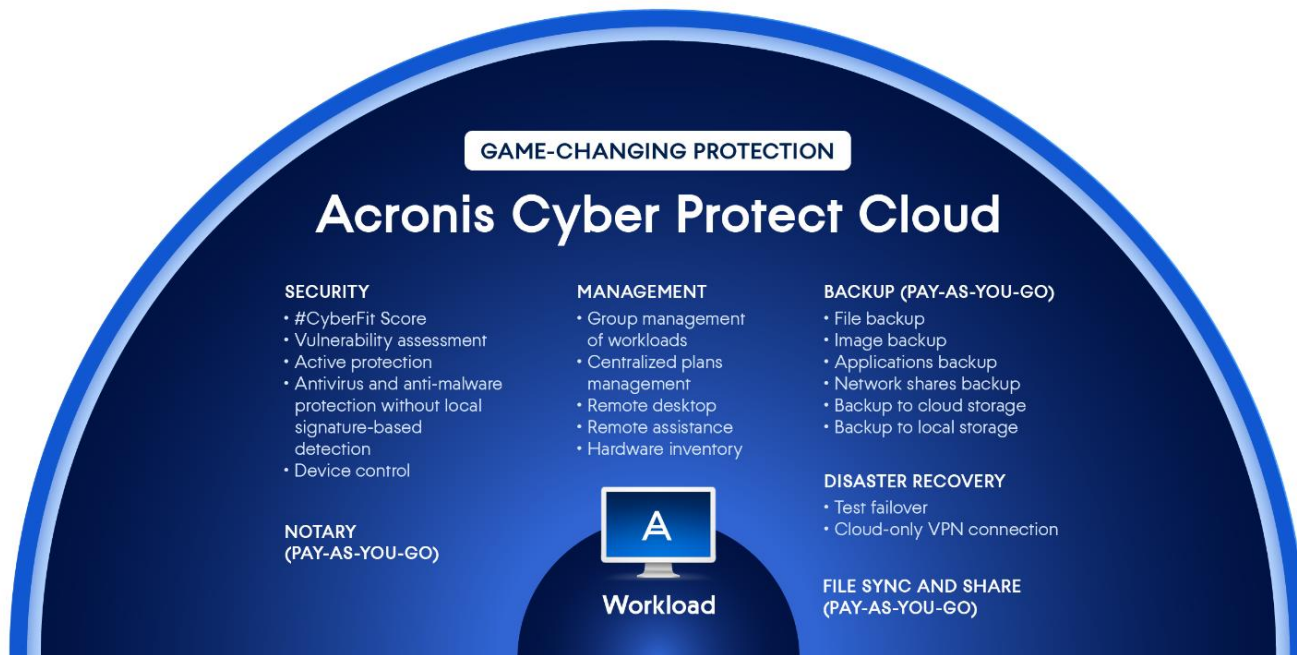 GAME-CHANGING PROTECTION
Acronis Cyber Protect Cloud
SECURITY
• #CyberFit Score
• Vulnerability assessment
• Active protection
• Antivirus and anti-malware
protection without local
signature-based
detection
• Device control
NOTARY
(PAY-AS-YOU-GO)
MANAGEMENT
• Group management
of workloads
• Centralized plans
management
• Remote desktop
• Remote assistance
• Hardware inventory
A
Workload
BACKUP (PAY-AS-YOU-GO)
• File backup
• Image backup
• Applications backup
• Network shares backup
• Backup to cloud storage
• Backup to local storage
DISASTER RECOVERY
• Test failover
• Cloud-only VPN connection
FILE SYNC AND SHARE
(PAY-AS-YOU-GO)